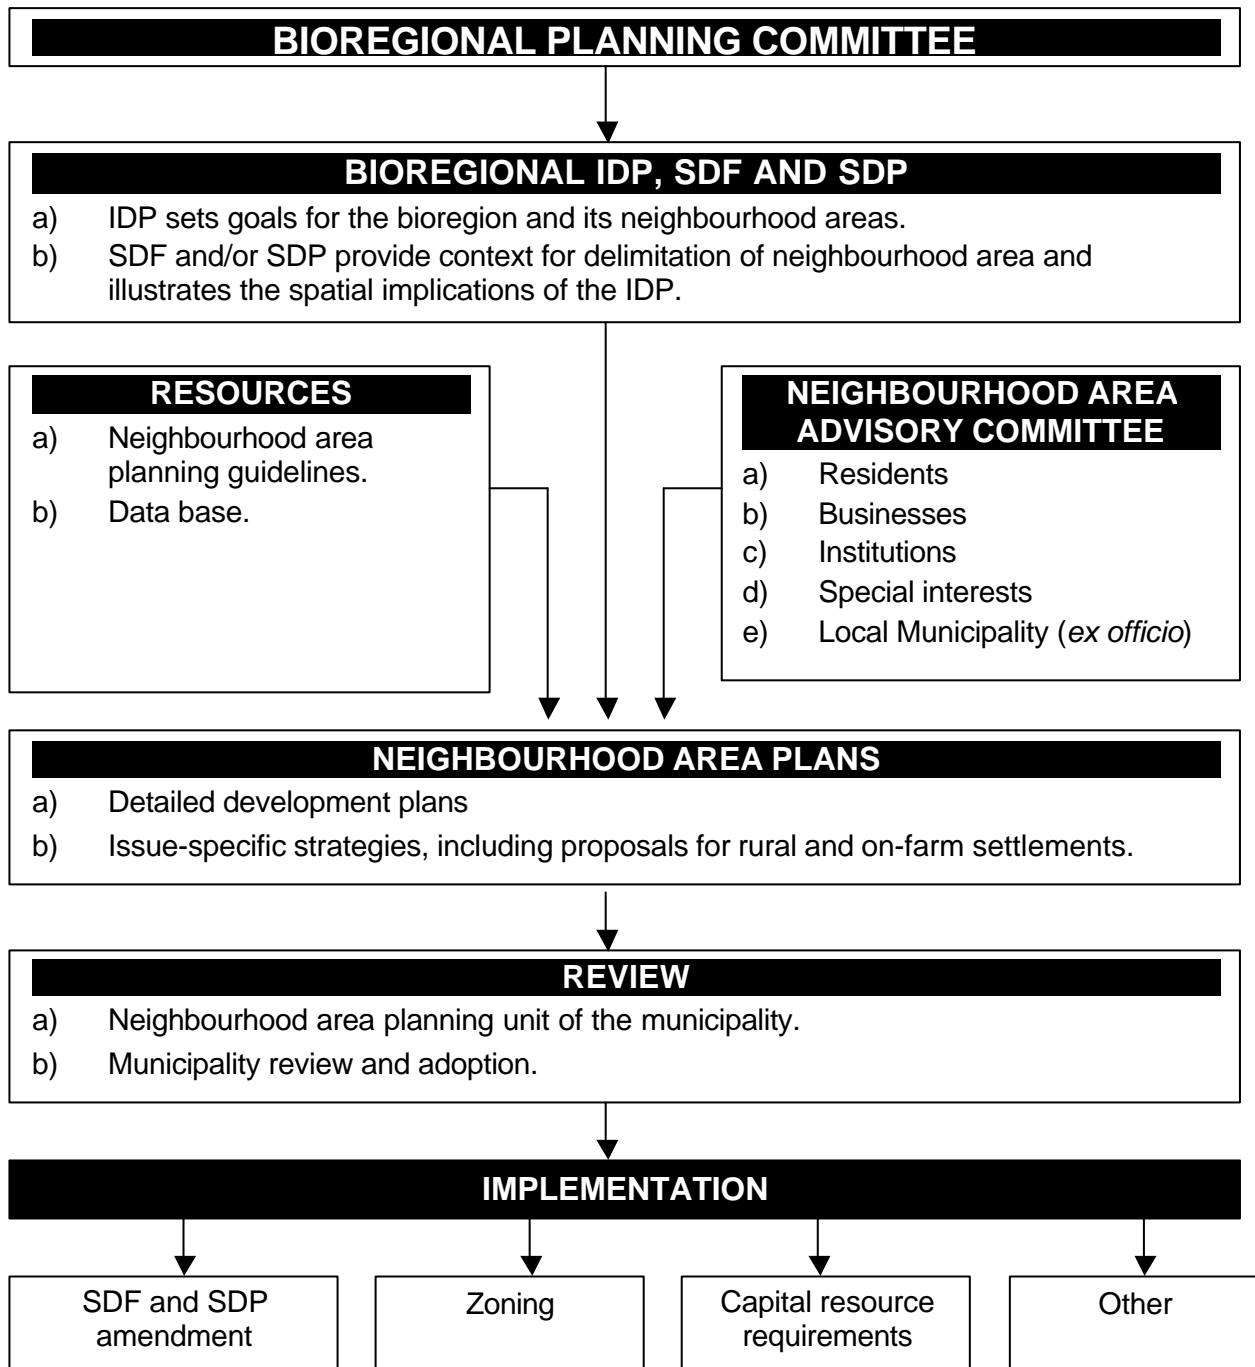 BIOREGIONAL PLANNING COMMITTEE
BIOREGIONAL IDP, SDF AND SDP
a) IDP sets goals for the bioregion and its neighbourhood areas.
b) SDF and/or SDP provide context for delimitation of neighbourhood area and
illustrates the spatial implications of the IDP.
RESOURCES
a) Neighbourhood area
planning guidelines.
b) Data base.
NEIGHBOURHOOD AREA
ADVISORY COMMITTEE
a) Residents
b) Businesses
c) Institutions
d) Special interests
e) Local Municipality (ex officio)
NEIGHBOURHOOD AREA PLANS
a) Detailed development plans
b) Issue-specific strategies, including proposals for rural and on-farm settlements.
REVIEW
a) Neighbourhood area planning unit of the municipality.
b) Municipality review and adoption.
IMPLEMENTATION
SDF and SDP
amendment
Zoning
Capital resource
requirements
Other